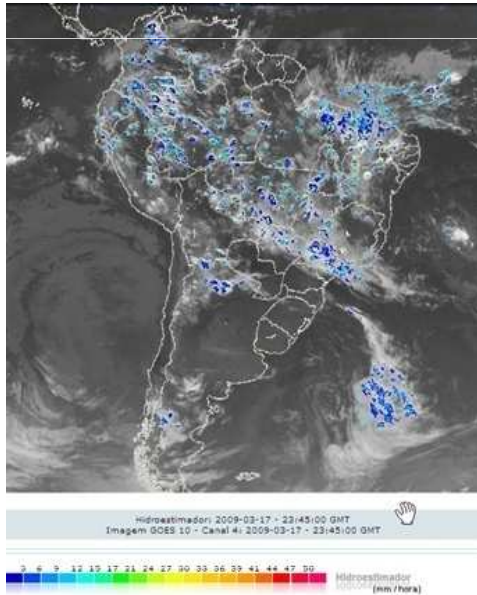 Hidroestimador: 2009-03-17 - 23:45:00 GMT
Imagem GOES 10 - Canal 4: 2009-03-17 - 23:45:00 GMT
3 6 9 12 15 17 21 24 27 30 33 36 39 41 44 47 50
Hidroestimador
(mm/hora)